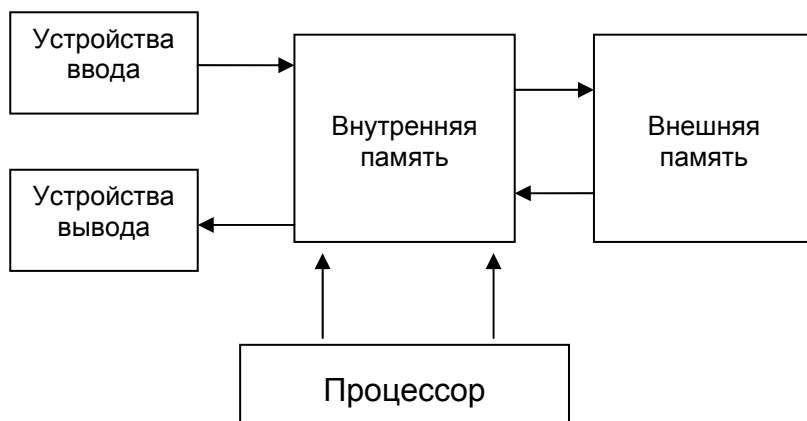 Устройства
ввода
Внутренняя
память
Внешняя
память
Устройства
вывода
Процессор